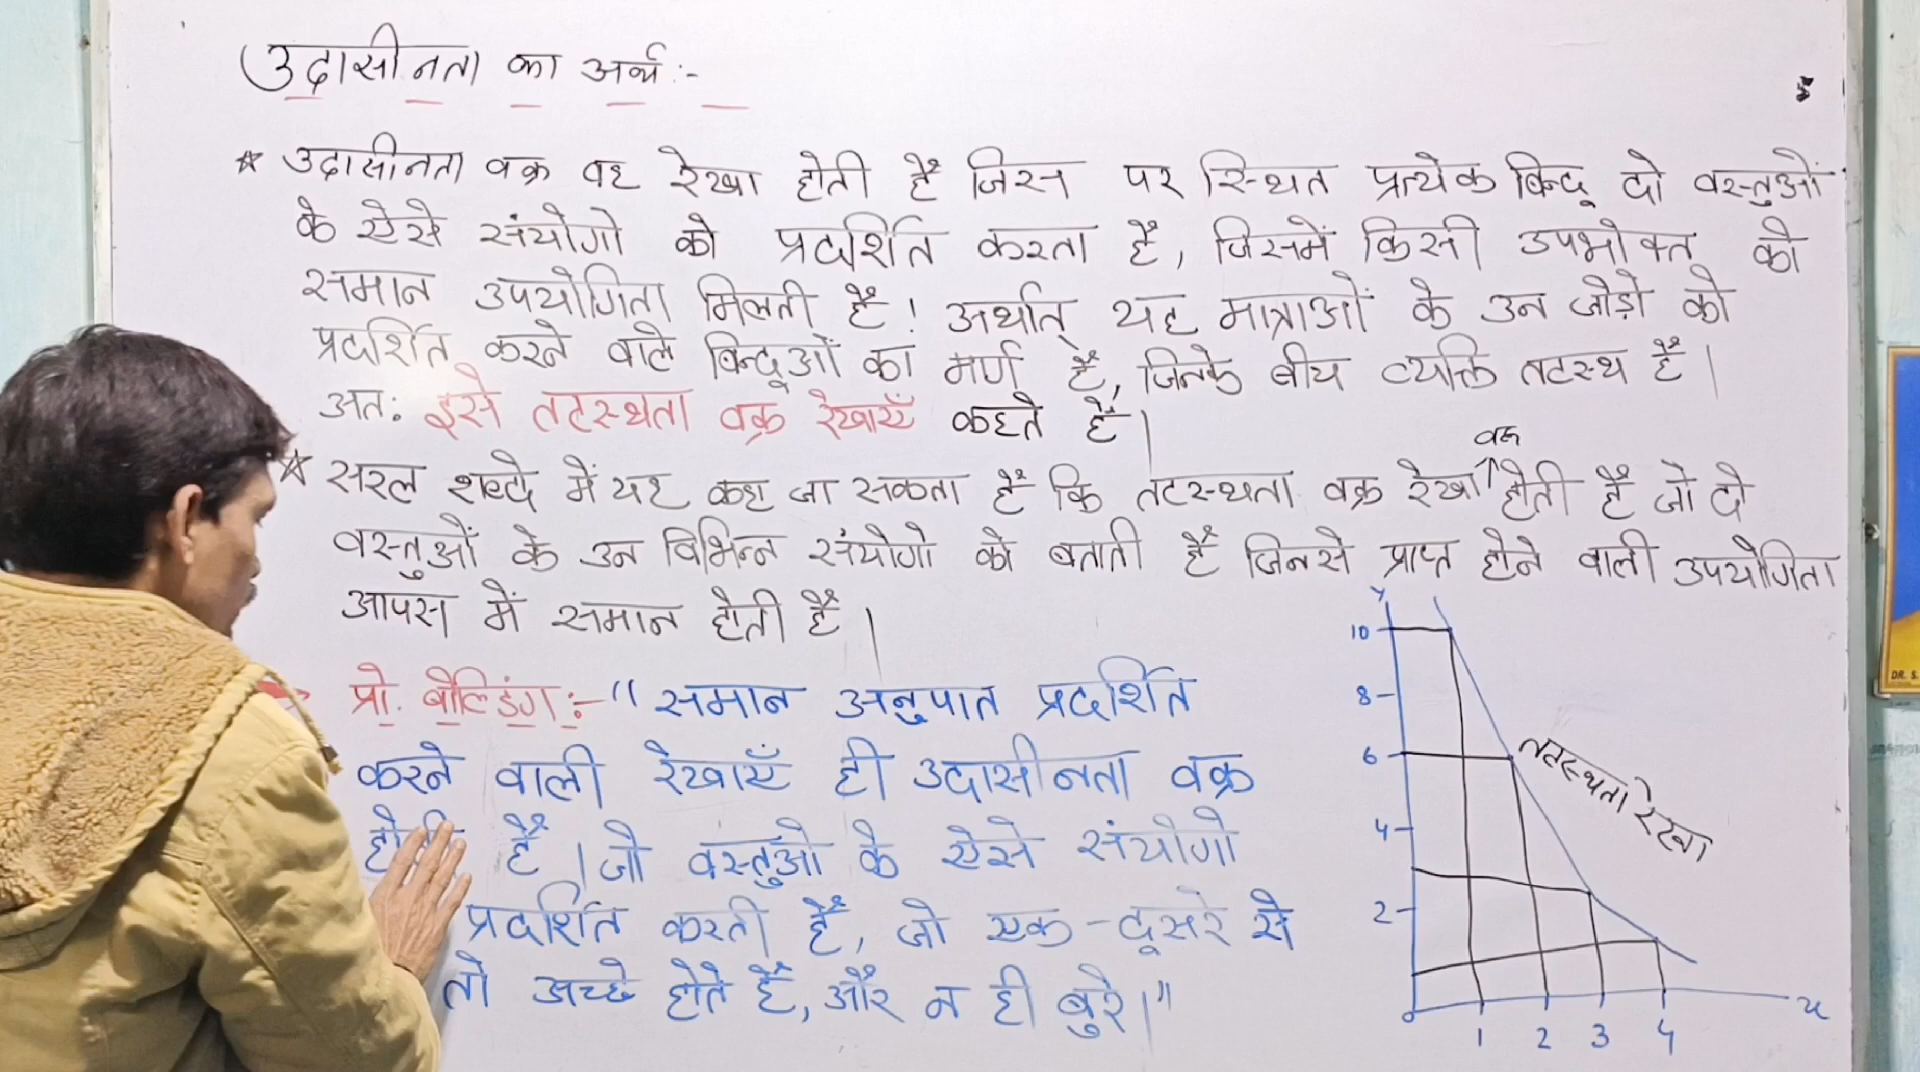 उदासीनता का अर्थ :-
* उदासीनता वक्र वह रेखा होती है जिस पर स्थित प्रत्येक बिन्दू दो वस्तुओं
के ऐसे संयोगो को प्रदर्शित करता है, जिसमें किसी उपभोक्त को
समान उपयोगिता मिलती है! अर्थात् यह मात्राओं के उन जोड़ो को
प्रदर्शित करने वाले बिन्दूओं का मर्ग है, जिनके बीय व्यक्ति तटस्थ है।
अतः इसे तटस्थता वक्र रेखाएँ कहते हैं।
वह
* सरल शब्दो में यह कहा जा सकता है कि तटस्थता वक्र रेखा ↑ होती है जो दो
वस्तुओं के उन विभिन्न संयोगो को बताती है जिनसे प्राप्त होने वाली उपयोगिता
आपस में समान होती है।
प्रो. बोल्डिंग :- "समान अनुपात प्रदर्शित
करने वाली रेखाएँ ही उदासीनता वक्र
है। जो वस्तुओ के ऐसे संयोगो
प्रदर्शित करती है, जो एक-दूसरे से
तो अच्छे होते हैं, और न ही बुरे।"
y
10
8
6
4
2
0
तटस्थता रेखा
1 2 3 4
x
DR. S.